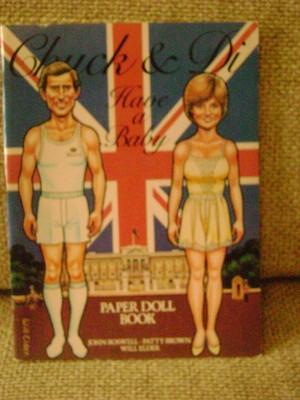 Chuck & Di
Have
a
Baby
PAPER DOLL
BOOK
JOHN BOSWELL · PATTY BROWN
WILL ELDER